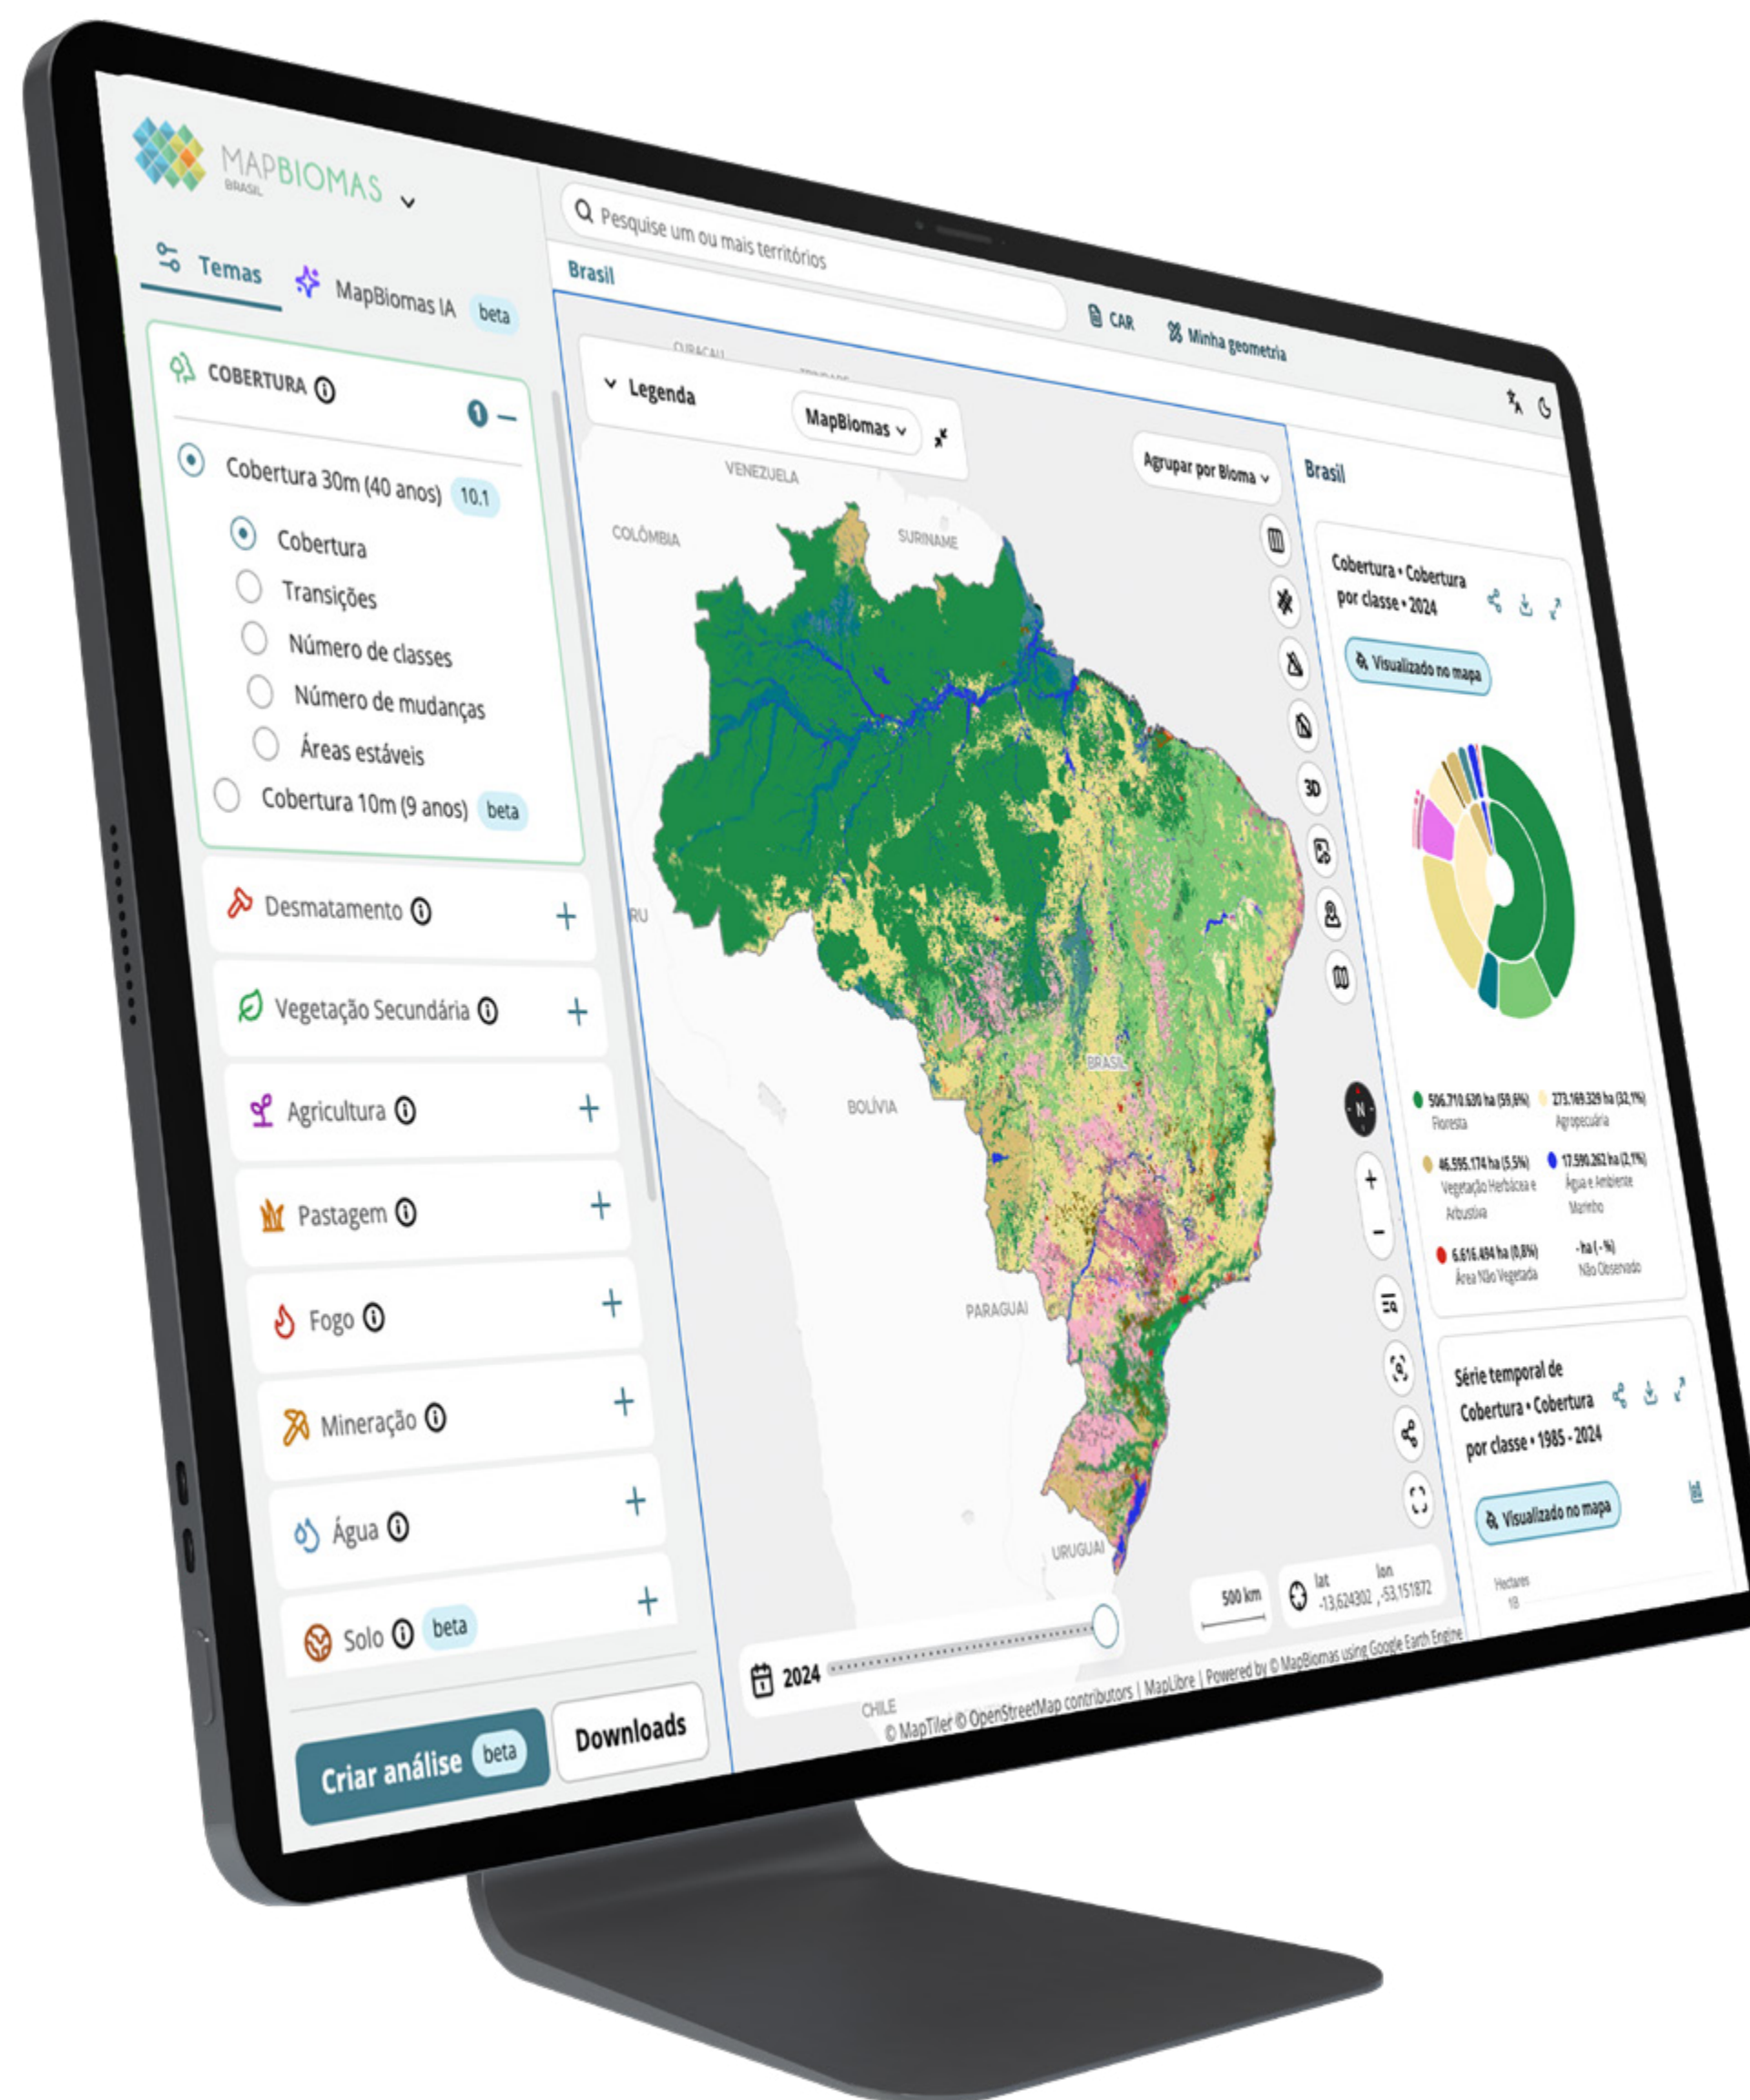 MAPBIOMAS
BRASIL
Temas
MapBiomas IA beta
COBERTURA
1
Cobertura 30m (40 anos) 10.1
Cobertura
Transições
Número de classes
Número de mudanças
Áreas estáveis
Cobertura 10m (9 anos) beta
Desmatamento
Vegetação Secundária
Agricultura
Pastagem
Fogo
Mineração
Água
Solo beta
Criar análise beta
Downloads
Pesquise um ou mais territórios
CAR
Minha geometria
Brasil
Legenda
MapBiomas
Agrupar por Bioma
VENEZUELA
COLÔMBIA
SURINAME
RU
BRASIL
BOLÍVIA
PARAGUAI
URUGUAI
CHILE
3D
N
+
−
2024
500 km
lat lon
-13,624302 , -53,151872
© MapTiler © OpenStreetMap contributors | MapLibre | Powered by © MapBiomas using Google Earth Engine
Brasil
Cobertura • Cobertura
por classe • 2024
Visualizado no mapa
506.710.630 ha (59,6%)
Floresta
273.169.329 ha (32,1%)
Agropecuária
46.595.174 ha (5,5%)
Vegetação Herbácea e
Arbustiva
17.590.262 ha (2,1%)
Água e Ambiente
Marinho
6.616.494 ha (0,8%)
Área Não Vegetada
- ha ( - %)
Não Observado
Série temporal de
Cobertura • Cobertura
por classe • 1985 - 2024
Visualizado no mapa
Hectares
1B